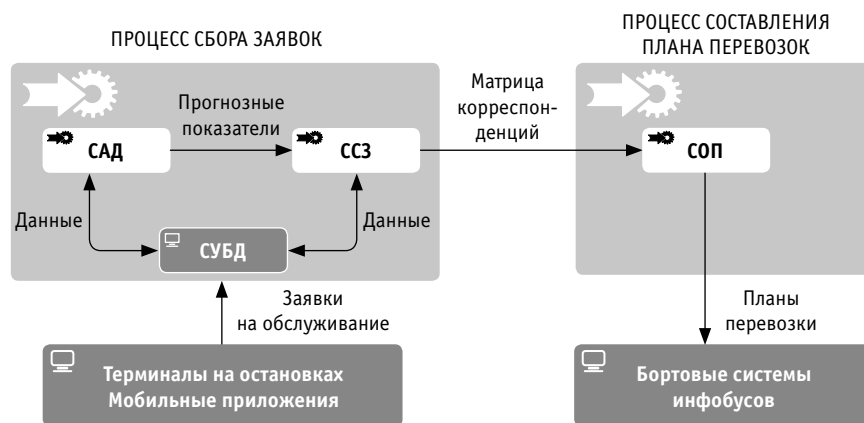 ПРОЦЕСС СБОРА ЗАЯВОК
ПРОЦЕСС СОСТАВЛЕНИЯ
ПЛАНА ПЕРЕВОЗОК
Прогнозные
показатели
Матрица
корреспон-
денций
САД
ССЗ
СОП
Данные
Данные
СУБД
Заявки
на обслуживание
Планы
перевозки
Терминалы на остановках
Мобильные приложения
Бортовые системы
инфобусов